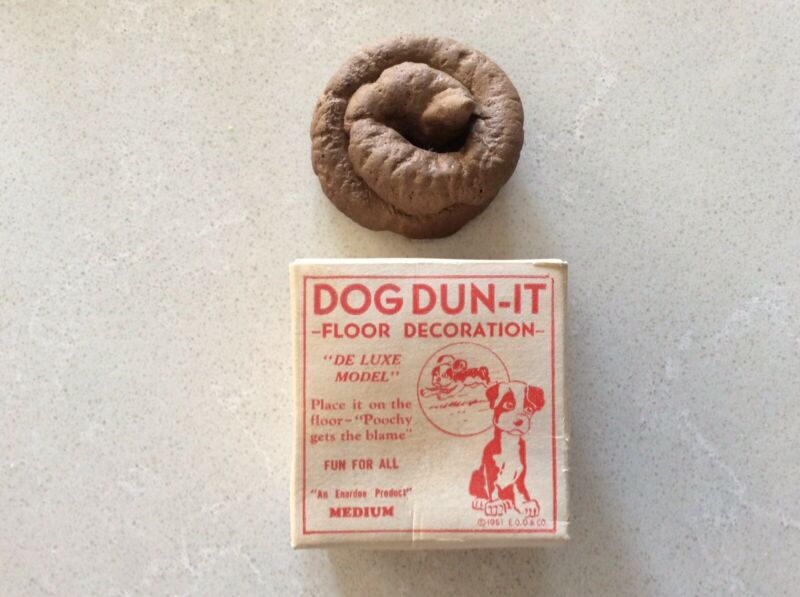 DOG DUN-IT
-FLOOR DECORATION-
"DE LUXE
MODEL"
Place it on the
floor-"Poochy
gets the blame"
FUN FOR ALL
"An Enardoe Product"
MEDIUM
©1951 E.O.D & CO.